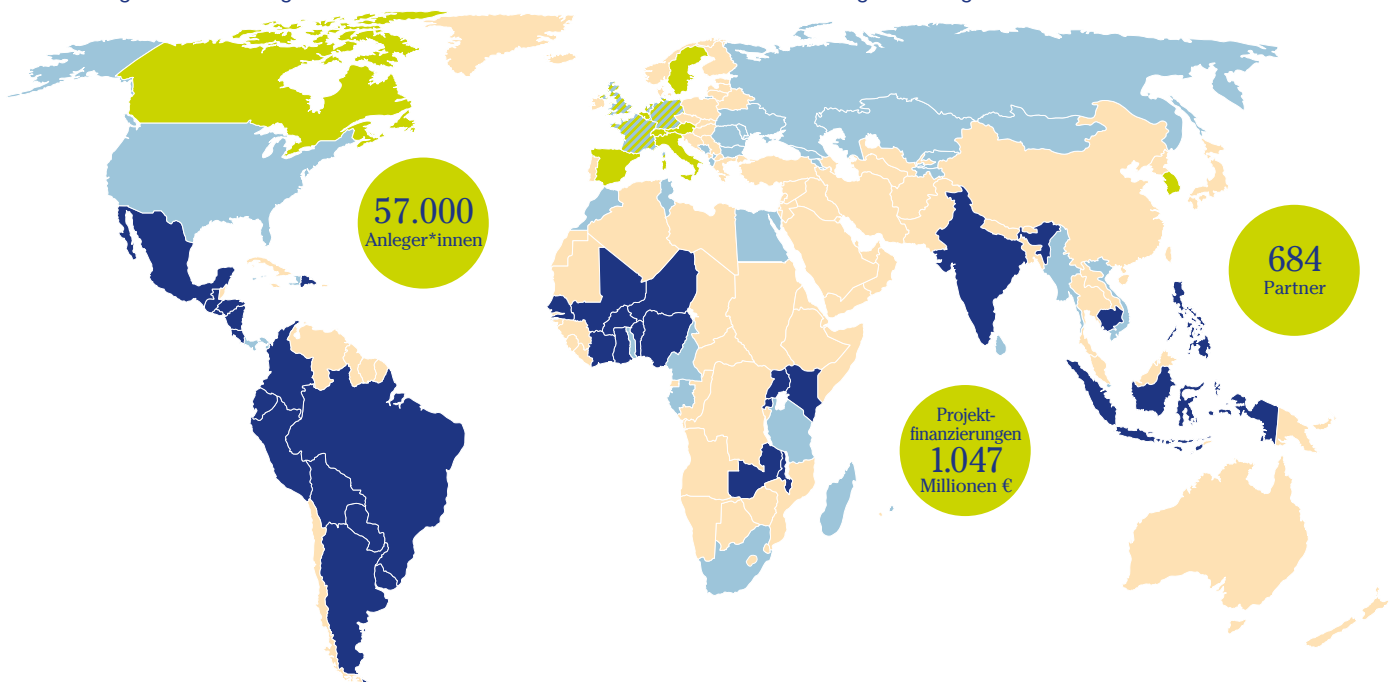 57.000
Anleger*innen
684
Partner
Projekt-
finanzierungen
1.047
Millionen €